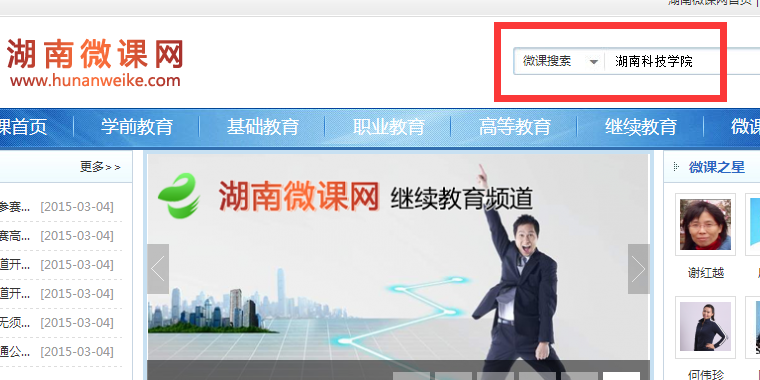 湖南微课网首页 |
湖南微课网
www.hunanweike.com
微课搜索 湖南科技学院
课首页 学前教育 基础教育 职业教育 高等教育 继续教育 微课
更多>>
参赛... [2015-03-04]
赛高... [2015-03-04]
道开... [2015-03-04]
道开... [2015-03-04]
无须... [2015-03-04]
通公... [2015-03-04]
湖南微课网 继续教育频道
微课之星
谢红越
何伟珍